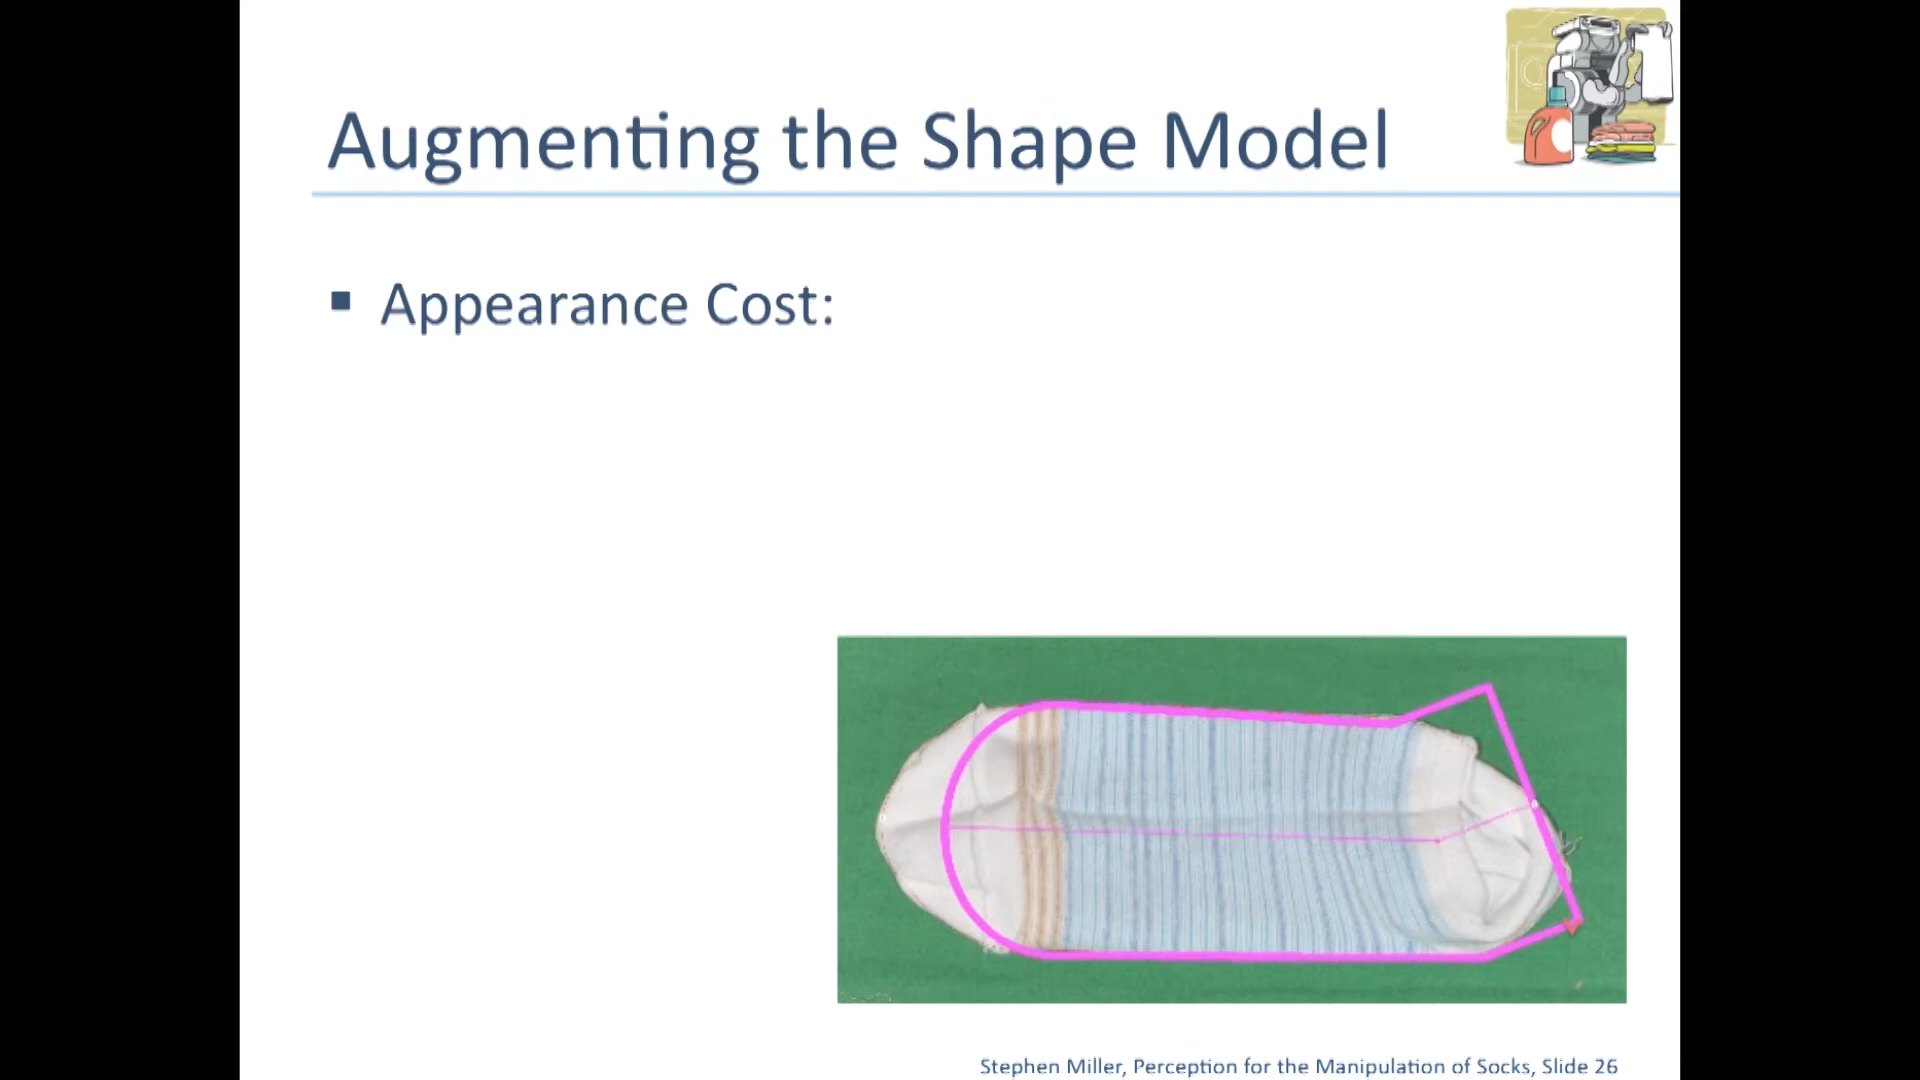 Augmenting the Shape Model
▪ Appearance Cost:
Stephen Miller, Perception for the Manipulation of Socks, Slide 26